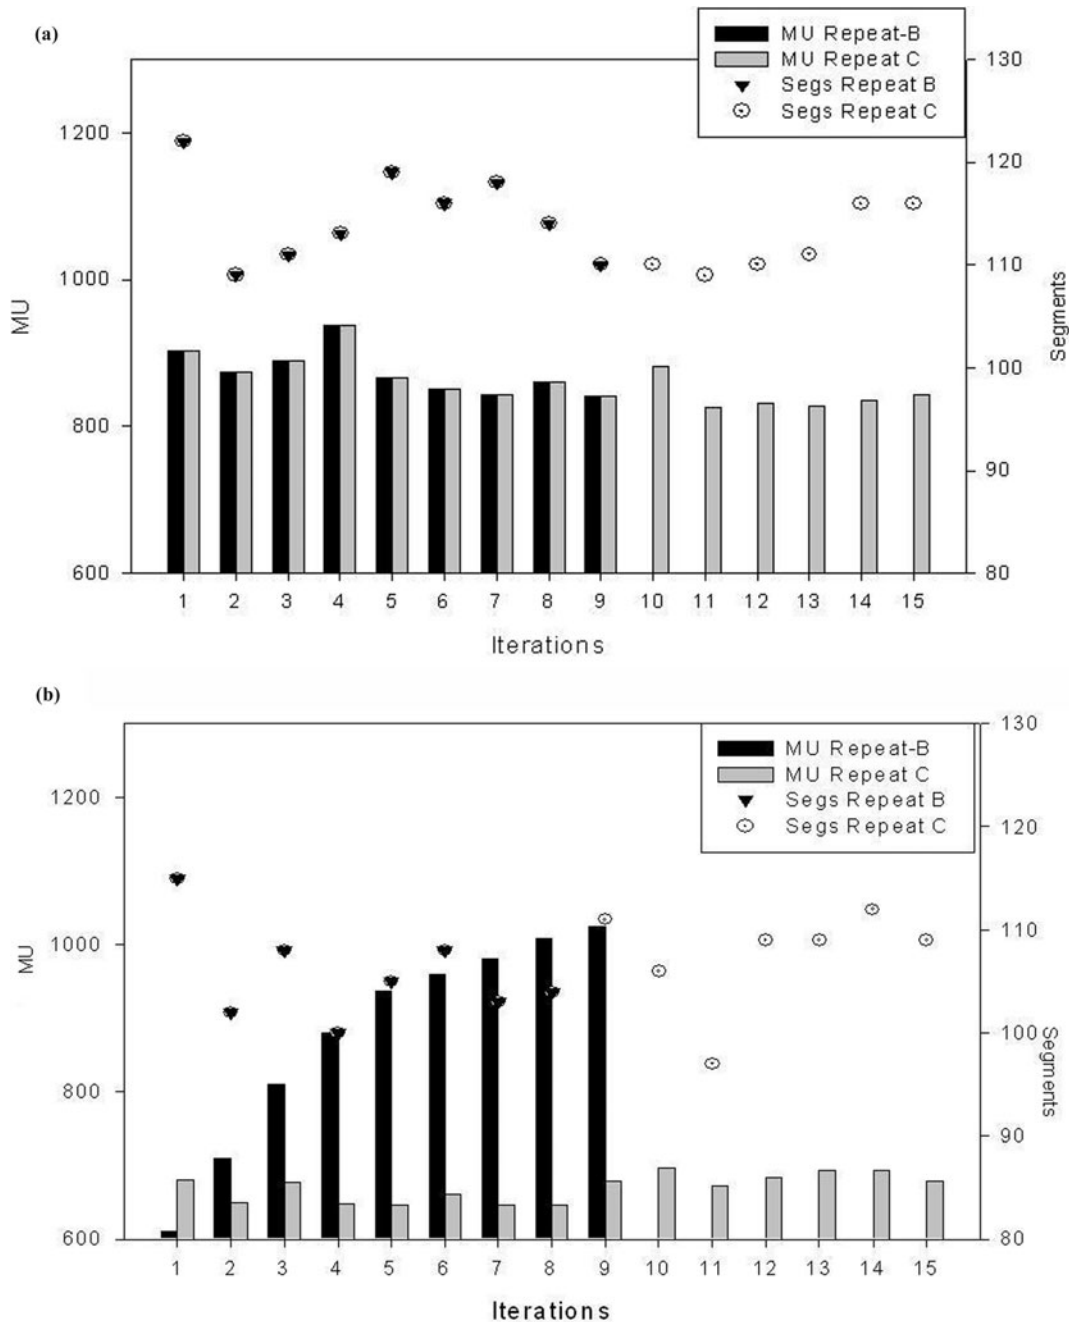 (a)
MU Repeat-B
MU Repeat C
Segs Repeat B
Segs Repeat C
130
1200
120
1000
110
MU
Segments
100
800
90
600
80
1 2 3 4 5 6 7 8 9 10 11 12 13 14 15
Iterations
(b)
MU Repeat-B
MU Repeat C
Segs Repeat B
Segs Repeat C
130
1200
120
1000
110
MU
100
Segments
800
90
600
80
1 2 3 4 5 6 7 8 9 10 11 12 13 14 15
Iterations